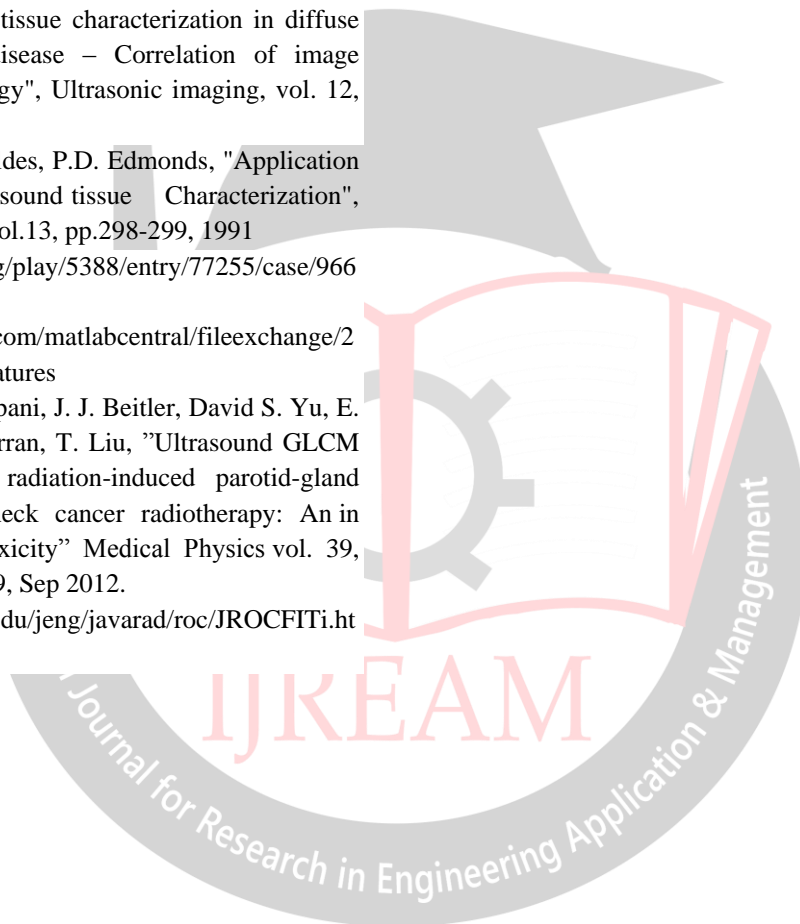 tissue characterization in diffuse
isease – Correlation of image
gy", Ultrasonic imaging, vol. 12,
des, P.D. Edmonds, "Application
sound tissue Characterization",
ol.13, pp.298-299, 1991
g/play/5388/entry/77255/case/966
com/matlabcentral/fileexchange/2
atures
pani, J. J. Beitler, David S. Yu, E.
rran, T. Liu, ”Ultrasound GLCM
radiation-induced parotid-gland
neck cancer radiotherapy: An in
xicity” Medical Physics vol. 39,
9, Sep 2012.
du/jeng/javarad/roc/JROCFITi.ht
IJREAM
Journal for Research in Engineering Application & Management